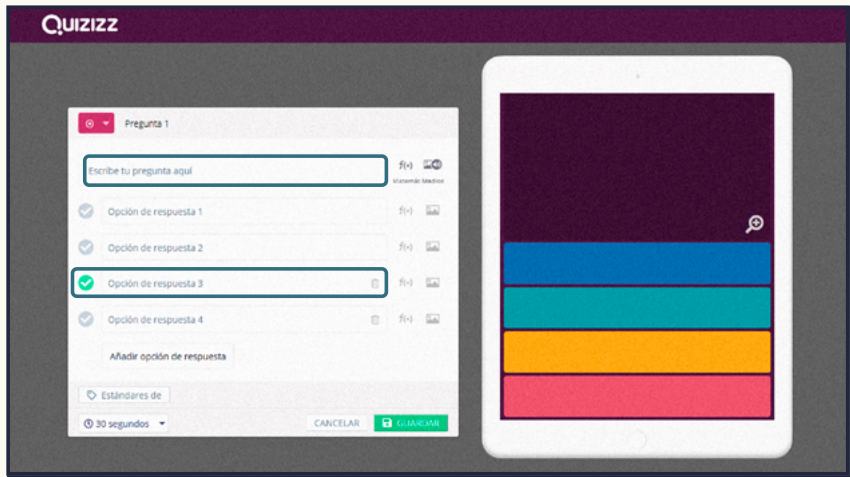 QUIZIZZ
Pregunta 1
Escribe tu pregunta aquí
f(x)
Matemát Medios
Opción de respuesta 1
f(x)
Opción de respuesta 2
f(x)
Opción de respuesta 3
f(x)
Opción de respuesta 4
f(x)
Añadir opción de respuesta
Estándares de
30 segundos
CANCELAR
GUARDAR